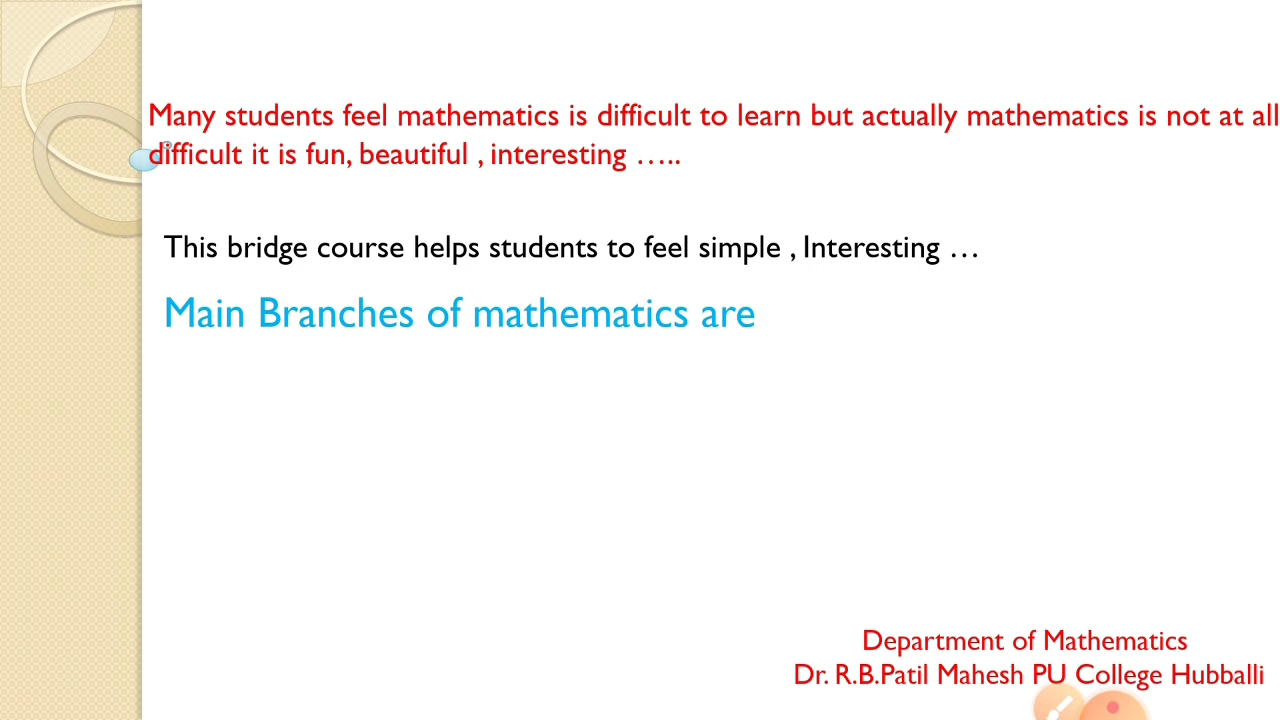 Many students feel mathematics is difficult to learn but actually mathematics is not at all
difficult it is fun, beautiful , interesting …..
This bridge course helps students to feel simple , Interesting …
Main Branches of mathematics are
Department of Mathematics
Dr. R.B.Patil Mahesh PU College Hubballi